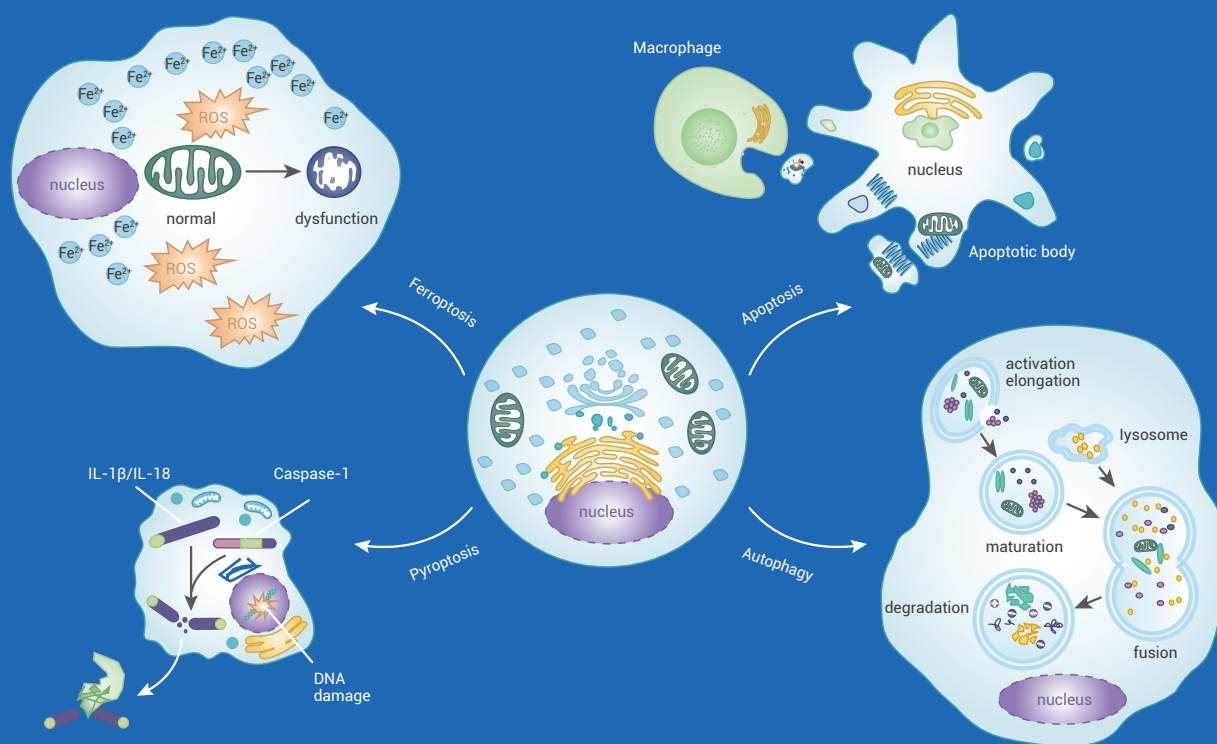 Fe²⁺
Fe²⁺
Fe²⁺
Fe²⁺
Fe²⁺
Fe²⁺
Fe²⁺
Fe²⁺
Fe²⁺
Fe²⁺
Fe²⁺
ROS
nucleus
normal
dysfunction
Fe²⁺
Fe²⁺
Fe²⁺
Fe²⁺
ROS
ROS
Macrophage
nucleus
Apoptotic body
Ferroptosis
Apoptosis
Pyroptosis
Autophagy
nucleus
IL-1β/IL-18
Caspase-1
DNA
damage
activation
elongation
lysosome
maturation
degradation
fusion
nucleus